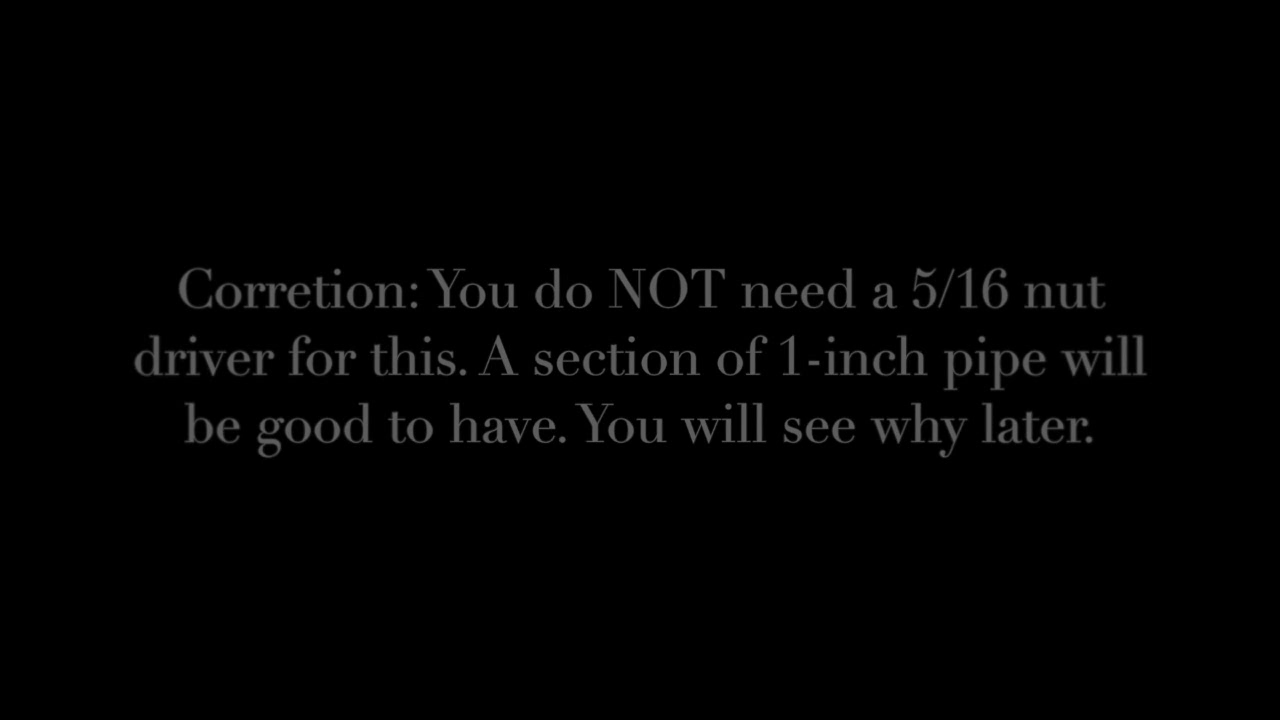 Corretion: You do NOT need a 5/16 nut
driver for this. A section of 1-inch pipe will
be good to have. You will see why later.